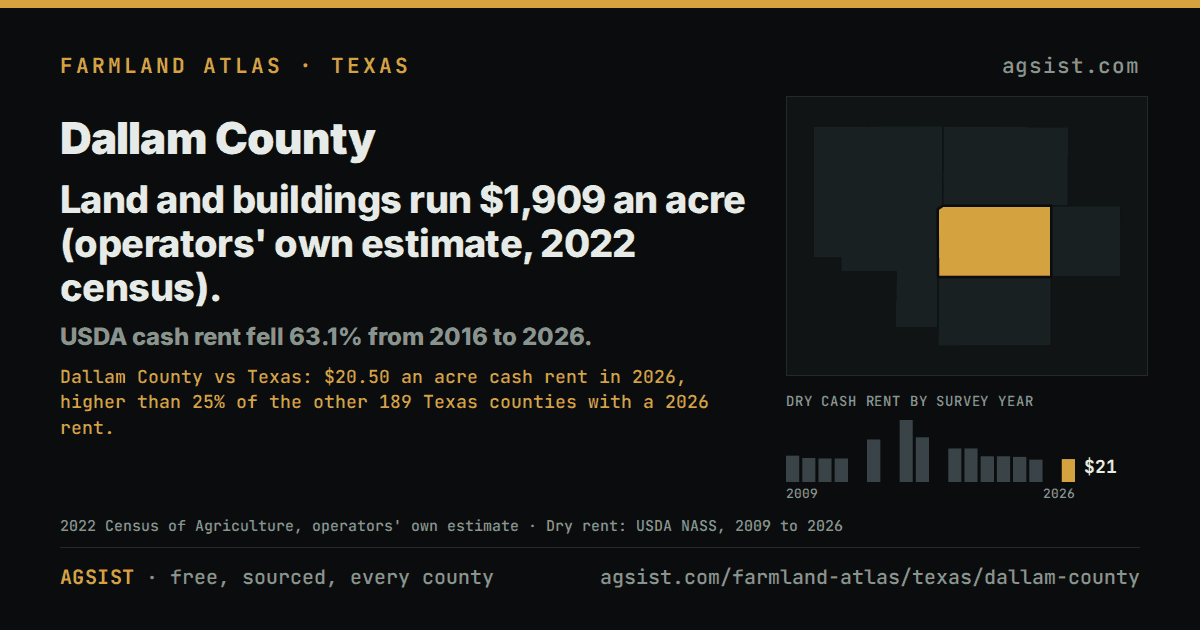 FARMLAND ATLAS · TEXAS
agsist.com
Dallam County
Land and buildings run $1,909 an acre
(operators' own estimate, 2022
census).
USDA cash rent fell 63.1% from 2016 to 2026.
Dallam County vs Texas: $20.50 an acre cash rent in 2026,
higher than 25% of the other 189 Texas counties with a 2026
rent.
DRY CASH RENT BY SURVEY YEAR
$21
2009
2026
2022 Census of Agriculture, operators' own estimate · Dry rent: USDA NASS, 2009 to 2026
AGSIST · free, sourced, every county
agsist.com/farmland-atlas/texas/dallam-county